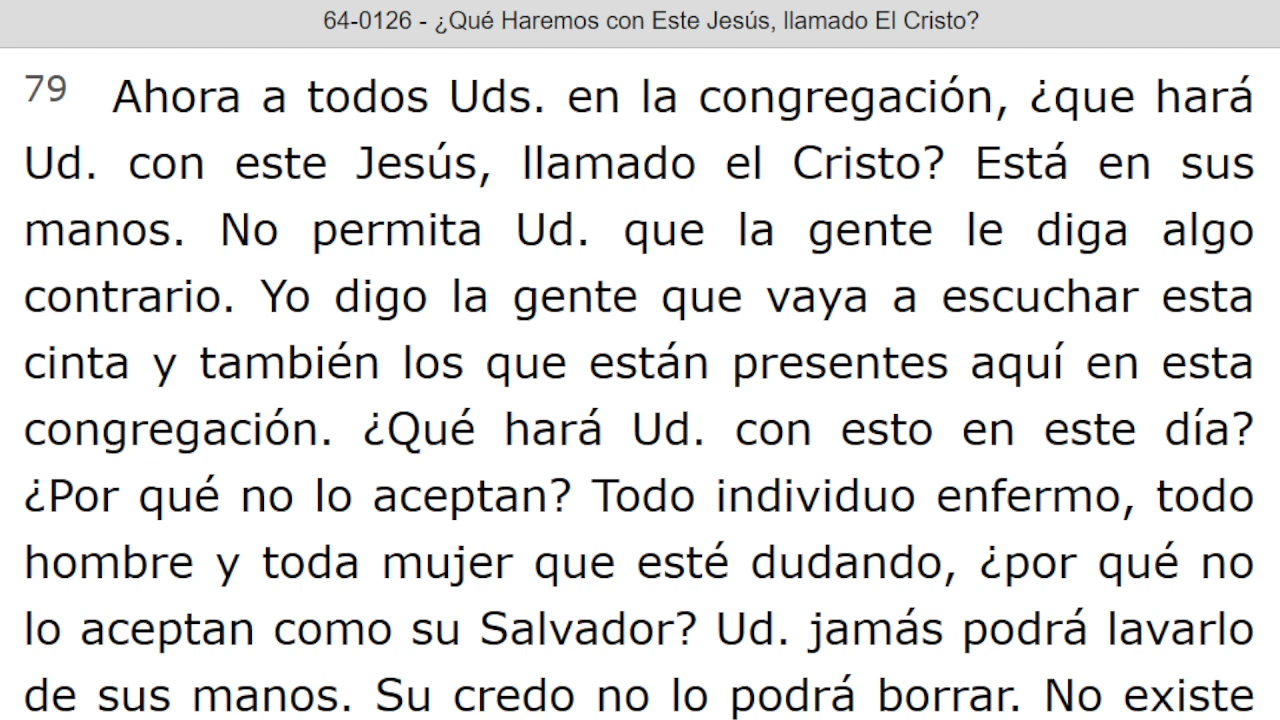 64-0126 - ¿Qué Haremos con Este Jesús, llamado El Cristo?
79 Ahora a todos Uds. en la congregación, ¿que hará
Ud. con este Jesús, llamado el Cristo? Está en sus
manos. No permita Ud. que la gente le diga algo
contrario. Yo digo la gente que vaya a escuchar esta
cinta y también los que están presentes aquí en esta
congregación. ¿Qué hará Ud. con esto en este día?
¿Por qué no lo aceptan? Todo individuo enfermo, todo
hombre y toda mujer que esté dudando, ¿por qué no
lo aceptan como su Salvador? Ud. jamás podrá lavarlo
de sus manos. Su credo no lo podrá borrar. No existe